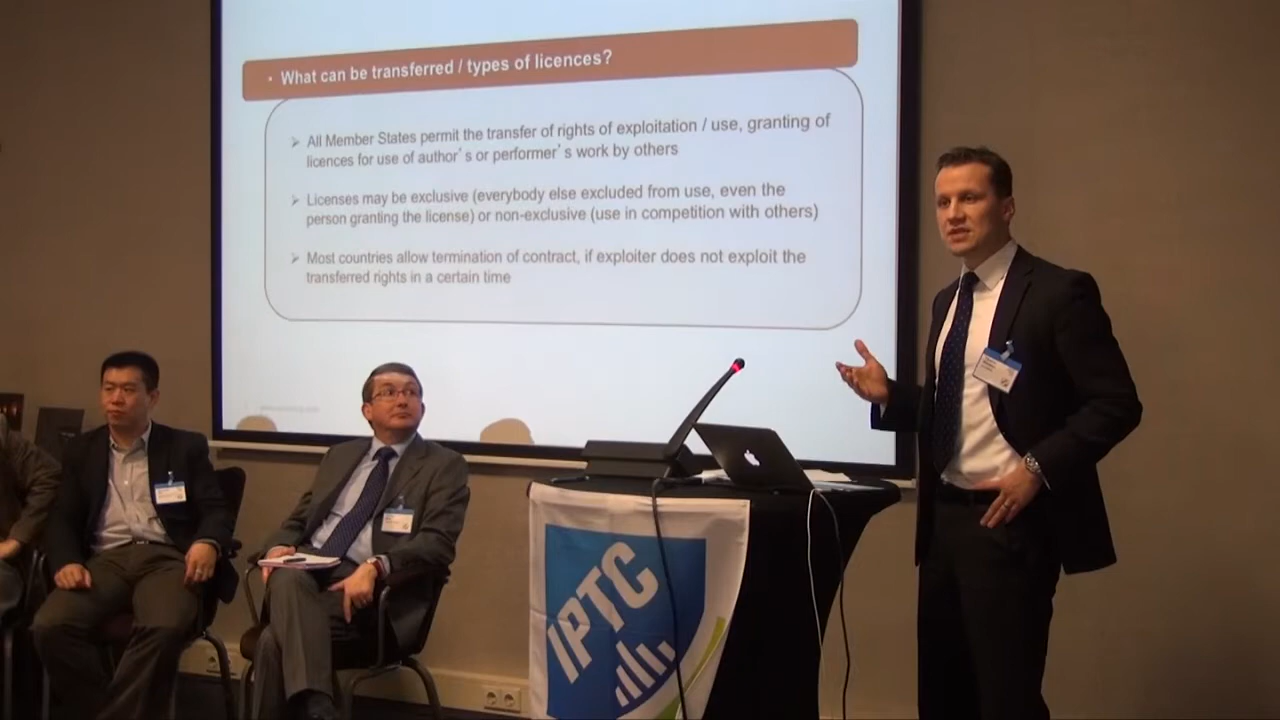 • What can be transferred / types of licences?
➢ All Member States permit the transfer of rights of exploitation / use, granting of
licences for use of author's or performer's work by others
➢ Licenses may be exclusive (everybody else excluded from use, even the
person granting the license) or non-exclusive (use in competition with others)
➢ Most countries allow termination of contract, if exploiter does not exploit the
transferred rights in a certain time
IPTC